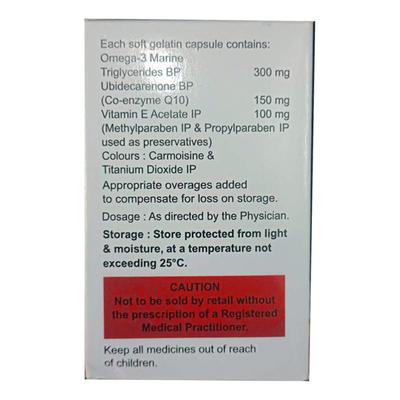 Each soft gelatin capsule contains:
Omega-3 Marine
Triglycerides BP 300 mg
Ubidecarenone BP
(Co-enzyme Q10) 150 mg
Vitamin E Acetate IP 100 mg
(Methylparaben IP & Propylparaben IP
used as preservatives)
Colours : Carmoisine &
Titanium Dioxide IP
Appropriate overages added
to compensate for loss on storage.
Dosage : As directed by the Physician.
Storage : Store protected from light
& moisture, at a temperature not
exceeding 25°C.
CAUTION
Not to be sold by retail without
the prescription of a Registered
Medical Practitioner.
Keep all medicines out of reach
of children.